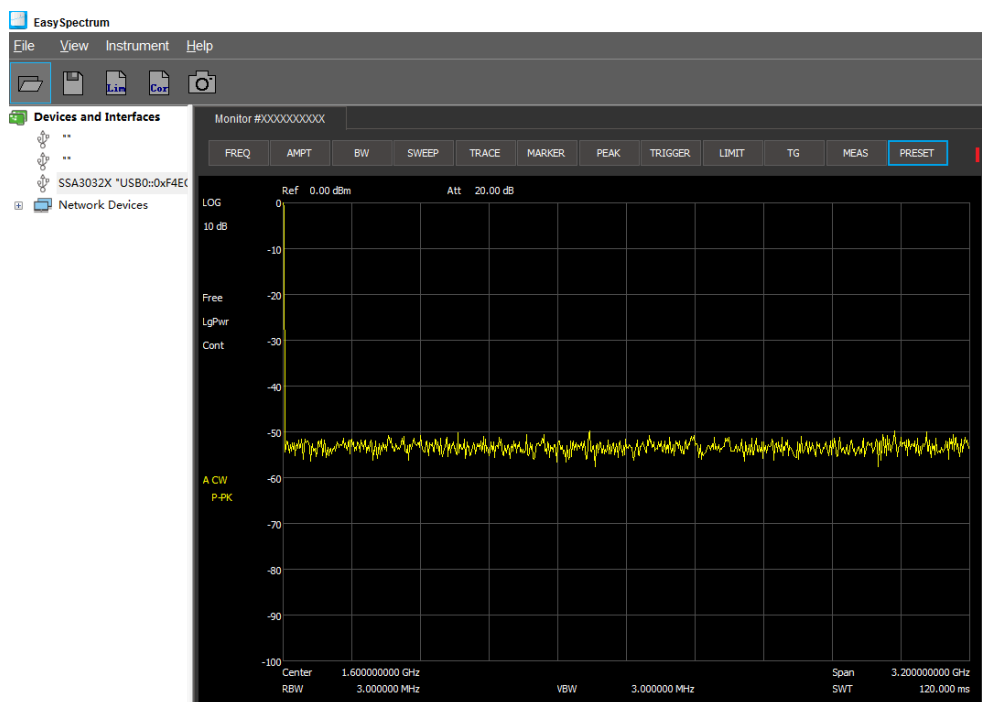 EasySpectrum
File View Instrument Help
Lim Cor
Devices and Interfaces
""
""
SSA3032X "USB0::0xF4EC
Network Devices
Monitor #XXXXXXXXXX
FREQ AMPT BW SWEEP TRACE MARKER PEAK TRIGGER LIMIT TG MEAS PRESET
Ref 0.00 dBm Att 20.00 dB
LOG
10 dB
Free
LgPwr
Cont
A CW
P-PK
0
-10
-20
-30
-40
-50
-60
-70
-80
-90
-100
Center 1.600000000 GHz Span 3.200000000 GHz
RBW 3.000000 MHz VBW 3.000000 MHz SWT 120.000 ms